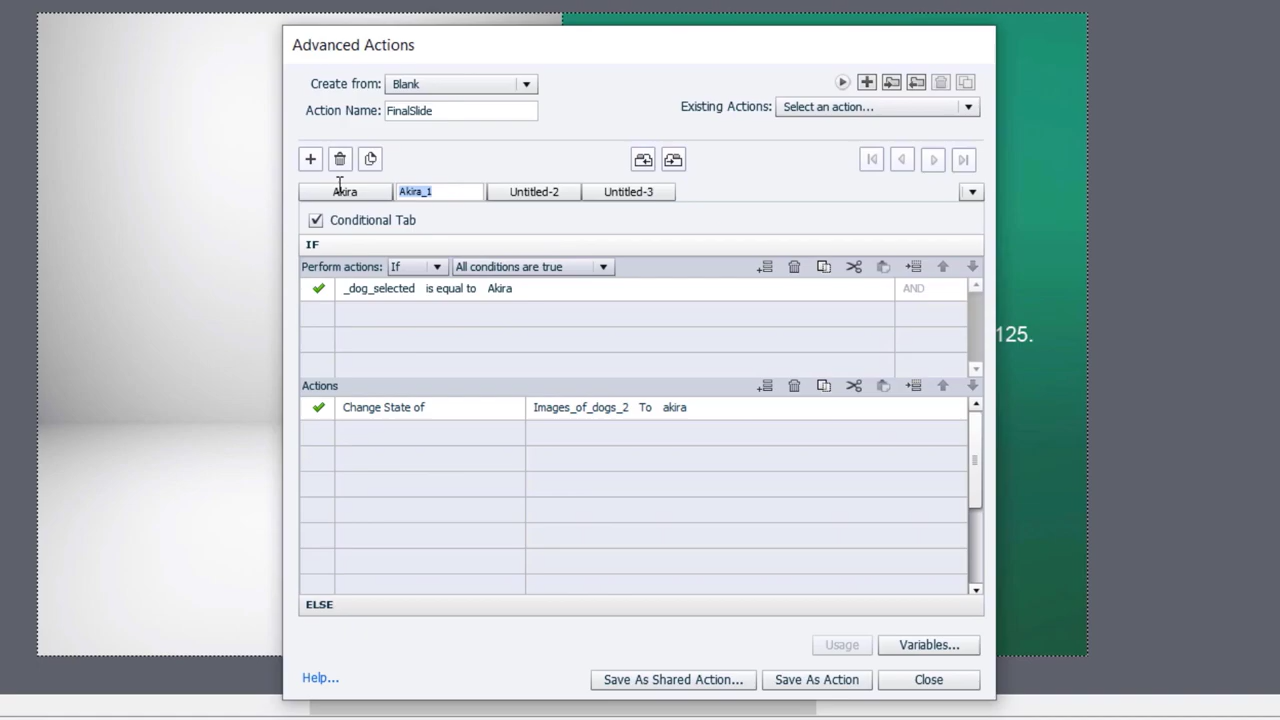 Advanced Actions
Create from: Blank
Action Name: FinalSlide
Existing Actions: Select an action...
Akira Akira_1 Untitled-2 Untitled-3
Conditional Tab
IF
Perform actions: If All conditions are true
_dog_selected is equal to Akira AND
125.
Actions
Change State of Images_of_dogs_2 To akira
ELSE
Usage Variables...
Help... Save As Shared Action... Save As Action Close